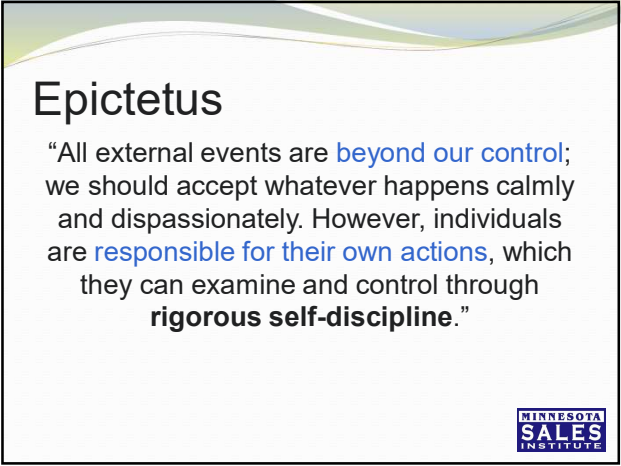 Epictetus
“All external events are beyond our control;
we should accept whatever happens calmly
and dispassionately. However, individuals
are responsible for their own actions, which
they can examine and control through
rigorous self-discipline.”
MINNESOTA
SALES
INSTITUTE